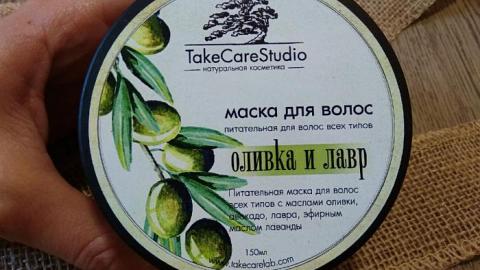 TakeCareStudio
натуральная косметика
маска для волос
питательная для волос всех типов
оливка и лавр
Питательная маска для волос
всех типов с маслами оливки,
авокадо, лавра, эфирным
маслом лаванды
150мл
www.takecarelab.com